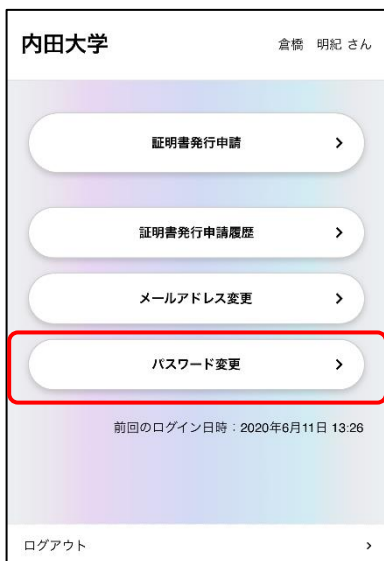 内田大学
倉橋　明紀 さん
証明書発行申請
証明書発行申請履歴
メールアドレス変更
パスワード変更
前回のログイン日時：2020年6月11日 13:26
ログアウト